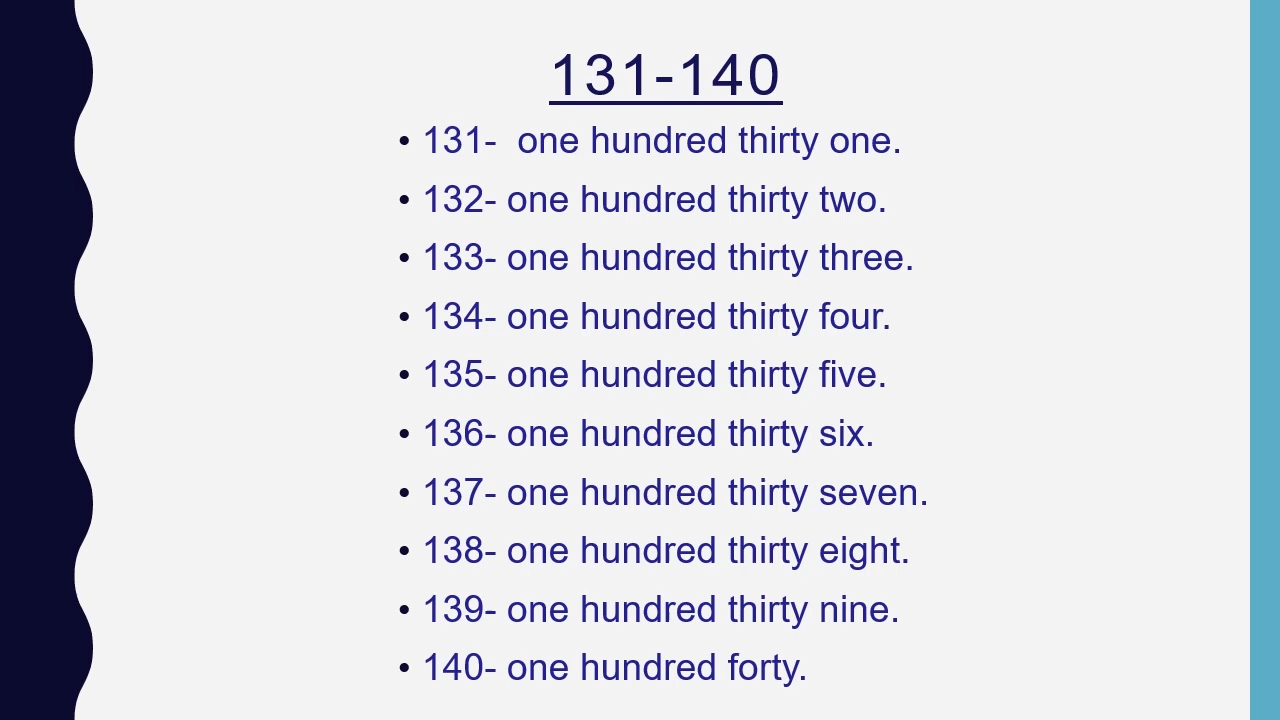 131-140
• 131-  one hundred thirty one.
• 132- one hundred thirty two.
• 133- one hundred thirty three.
• 134- one hundred thirty four.
• 135- one hundred thirty five.
• 136- one hundred thirty six.
• 137- one hundred thirty seven.
• 138- one hundred thirty eight.
• 139- one hundred thirty nine.
• 140- one hundred forty.